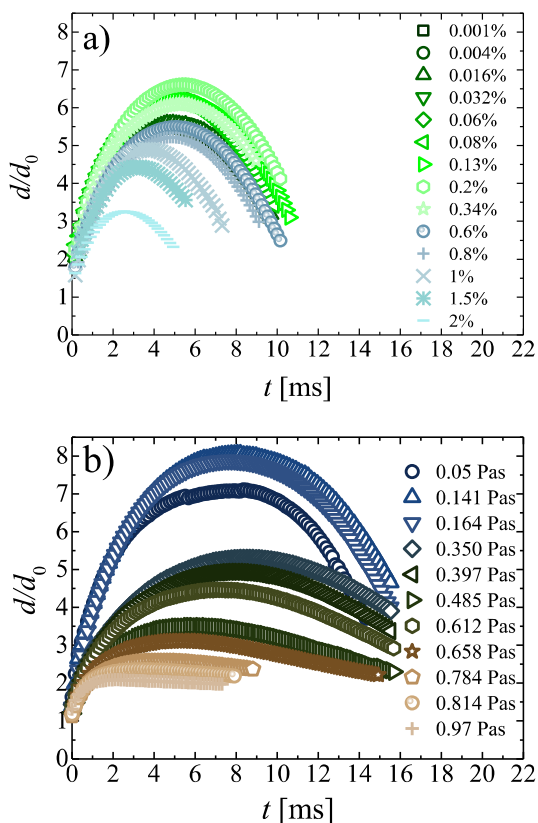 a)
8
7
6
5
4
3
2
1
0
d/d0
0 2 4 6 8 10 12 14 16 18 20 22
t [ms]
0.001%
0.004%
0.016%
0.032%
0.06%
0.08%
0.13%
0.2%
0.34%
0.6%
0.8%
1%
1.5%
2%
b)
8
7
6
5
4
3
2
1
0
d/d0
0 2 4 6 8 10 12 14 16 18 20 22
t [ms]
0.05 Pas
0.141 Pas
0.164 Pas
0.350 Pas
0.397 Pas
0.485 Pas
0.612 Pas
0.658 Pas
0.784 Pas
0.814 Pas
0.97 Pas